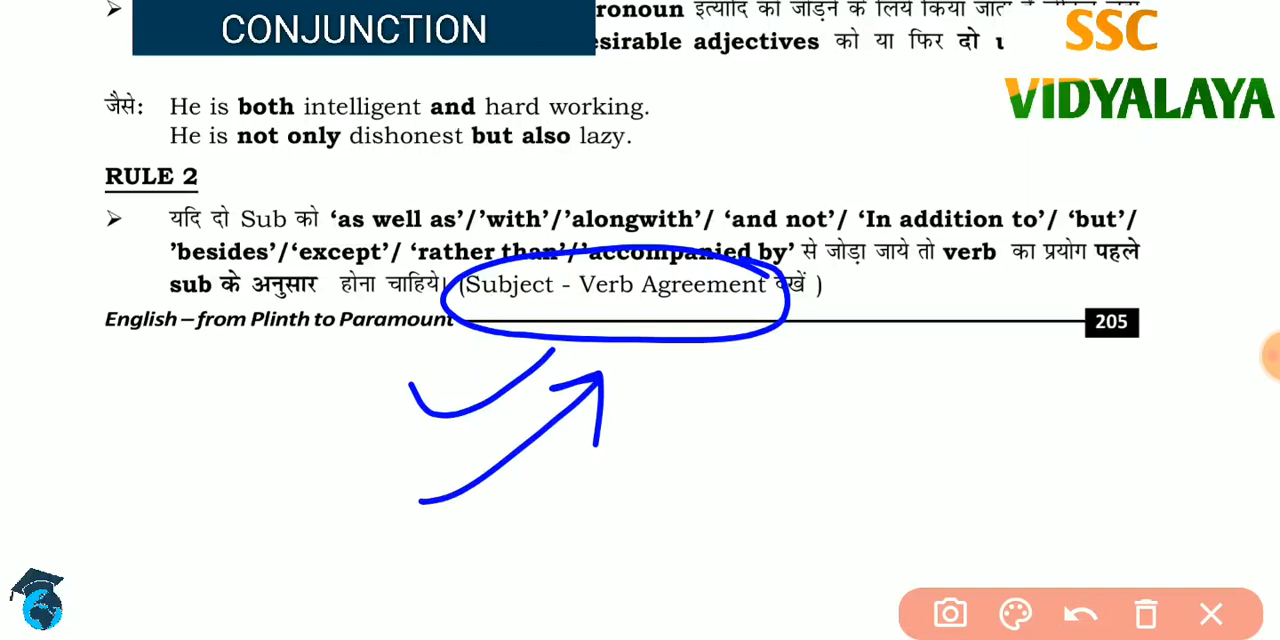 CONJUNCTION
ronoun इत्यादि को जोड़ने के लिये किया
esirable adjectives को या फिर दो
SSC
VIDYALAYA
जैसे: He is both intelligent and hard working.
He is not only dishonest but also lazy.
RULE 2
➤ यदि दो Sub को ‘as well as’/’with’/’alongwith’/ ‘and not’/ ‘In addition to’/ ‘but’/
’besides’/‘except’/ ‘rather than’/’accompanied by’ से जोड़ा जाये तो verb का प्रयोग पहले
sub के अनुसार होना चाहिये। (Subject - Verb Agreement देखें )
English – from Plinth to Paramount 205